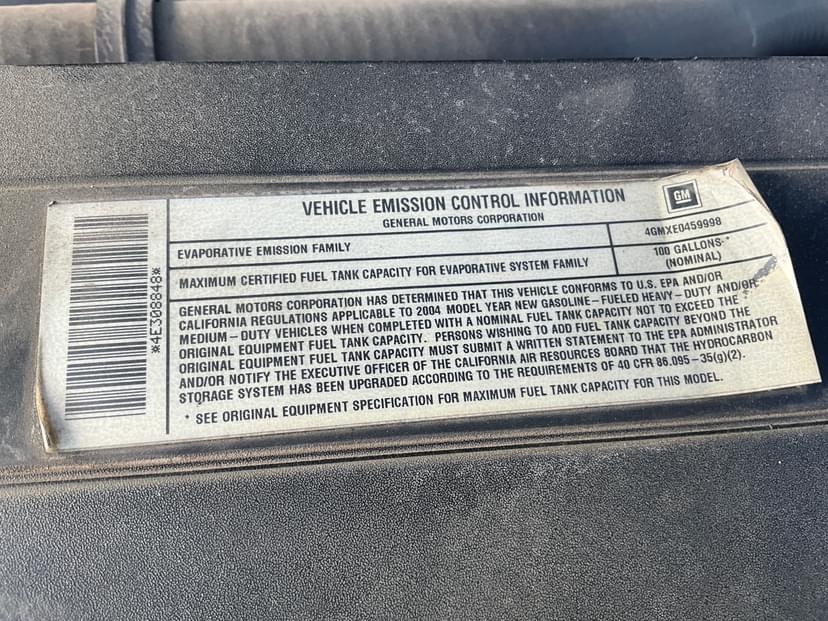 VEHICLE EMISSION CONTROL INFORMATION
GM
GENERAL MOTORS CORPORATION
EVAPORATIVE EMISSION FAMILY
4GMXE0459998
MAXIMUM CERTIFIED FUEL TANK CAPACITY FOR EVAPORATIVE SYSTEM FAMILY
100 GALLONS-*
(NOMINAL)
GENERAL MOTORS CORPORATION HAS DETERMINED THAT THIS VEHICLE CONFORMS TO U.S. EPA AND/OR
CALIFORNIA REGULATIONS APPLICABLE TO 2004 MODEL YEAR NEW GASOLINE-FUELED HEAVY-DUTY AND/OR
MEDIUM-DUTY VEHICLES WHEN COMPLETED WITH A NOMINAL FUEL TANK CAPACITY NOT TO EXCEED THE *
ORIGINAL EQUIPMENT FUEL TANK CAPACITY. PERSONS WISHING TO ADD FUEL TANK CAPACITY BEYOND THE
ORIGINAL EQUIPMENT FUEL TANK CAPACITY MUST SUBMIT A WRITTEN STATEMENT TO THE EPA ADMINISTRATOR
AND/OR NOTIFY THE EXECUTIVE OFFICER OF THE CALIFORNIA AIR RESOURCES BOARD THAT THE HYDROCARBON
STORAGE SYSTEM HAS BEEN UPGRADED ACCORDING TO THE REQUIREMENTS OF 40 CFR 86.095-35(g)(2).
* SEE ORIGINAL EQUIPMENT SPECIFICATION FOR MAXIMUM FUEL TANK CAPACITY FOR THIS MODEL.
*4E308848*